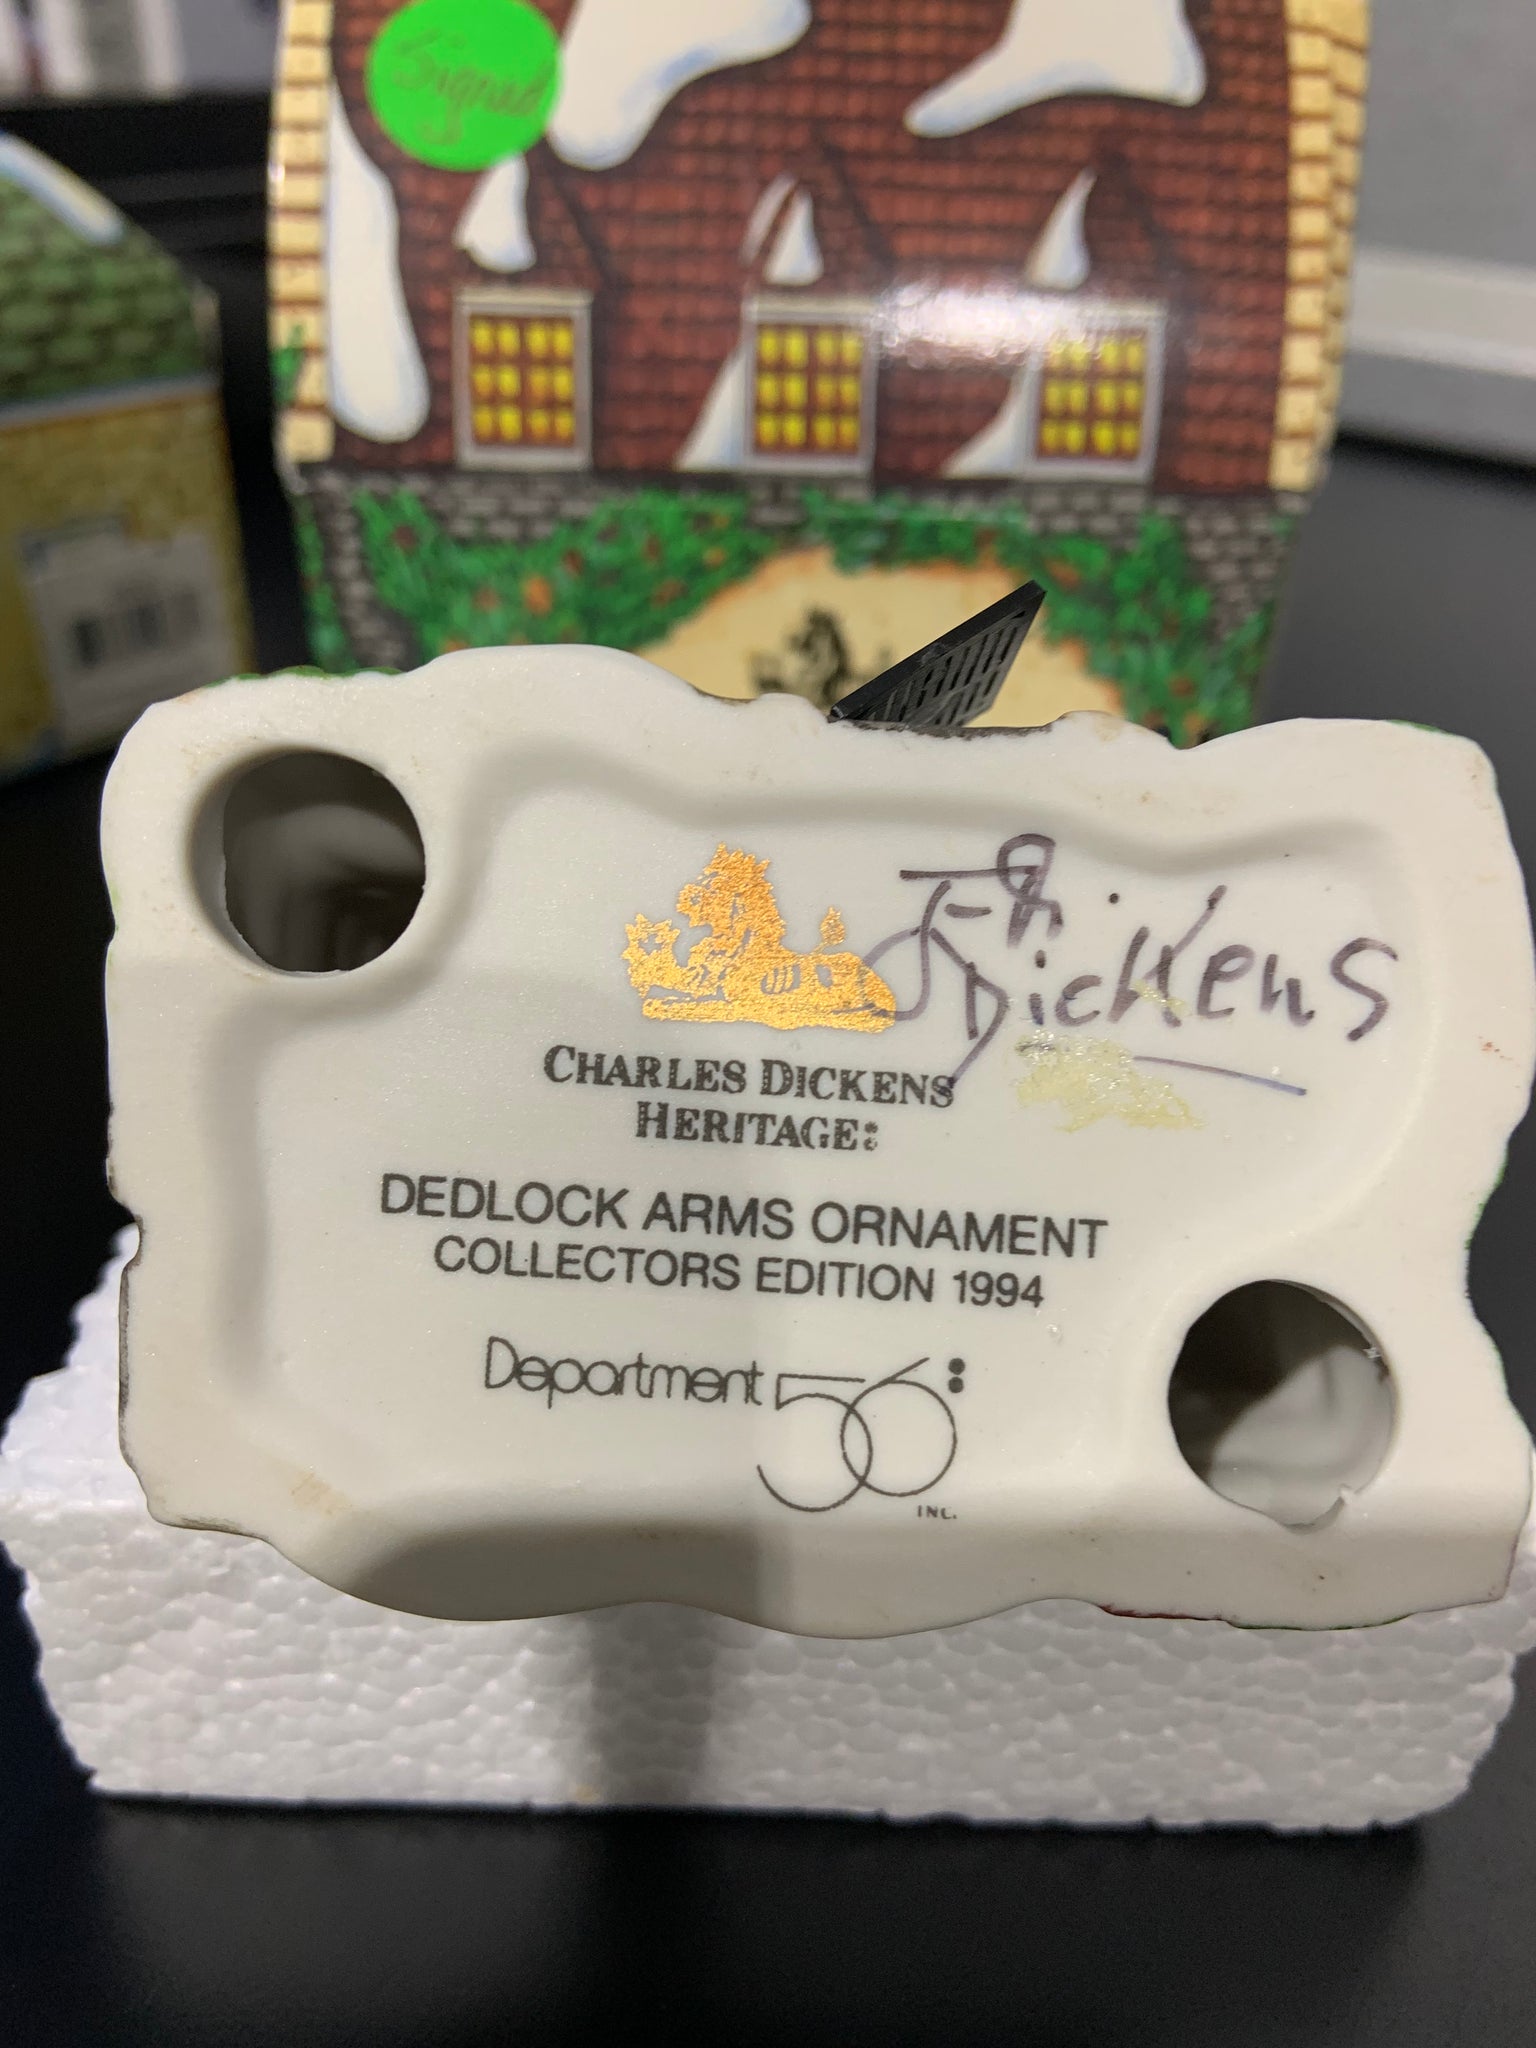 Signed
Dickens
CHARLES DICKENS
HERITAGE:
DEDLOCK ARMS ORNAMENT
COLLECTORS EDITION 1994
Department 56:
INC.